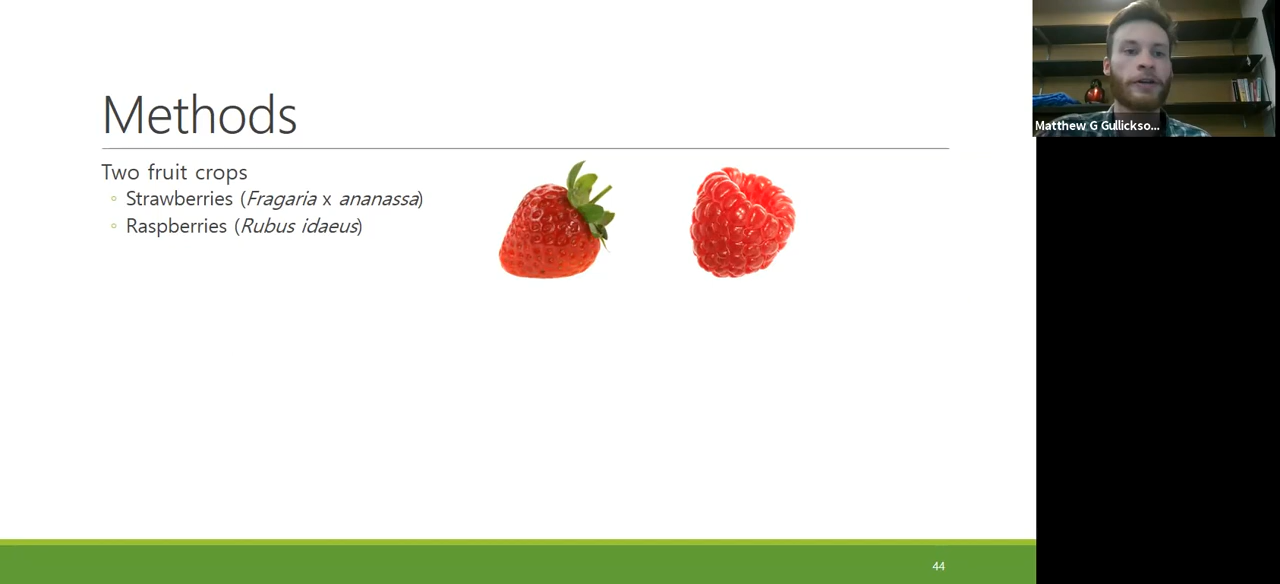 Methods
Two fruit crops
◦ Strawberries (Fragaria x ananassa)
◦ Raspberries (Rubus idaeus)
Matthew G Gullickso...
44